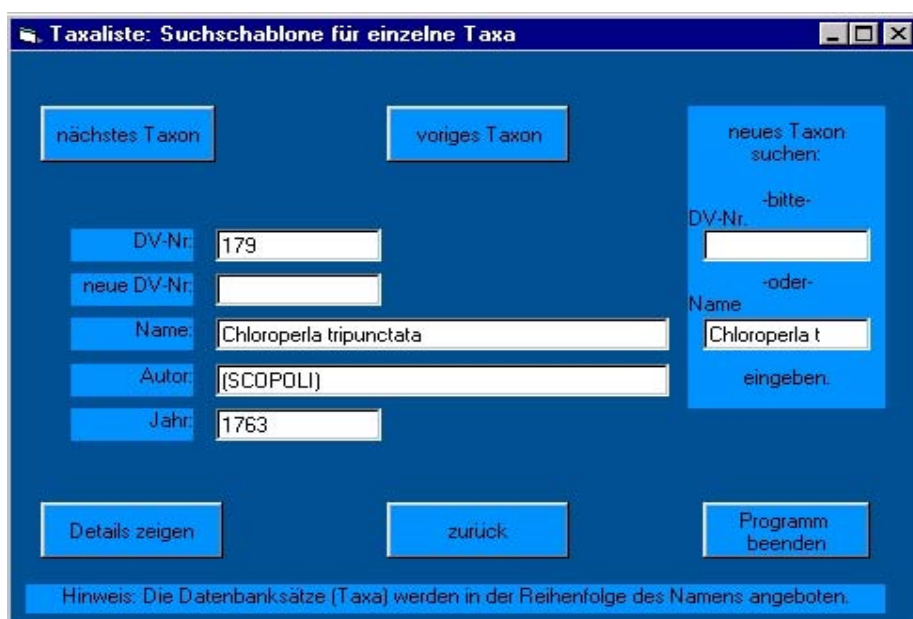 Taxaliste: Suchschablone für einzelne Taxa
nächstes Taxon
voriges Taxon
neues Taxon
suchen:
-bitte-
DV-Nr.
-oder-
Name
Chloroperla t
eingeben.
DV-Nr: 179
neue DV-Nr:
Name: Chloroperla tripunctata
Autor: (SCOPOLI)
Jahr: 1763
Details zeigen
zurück
Programm
beenden
Hinweis: Die Datenbanksätze (Taxa) werden in der Reihenfolge des Namens angeboten.